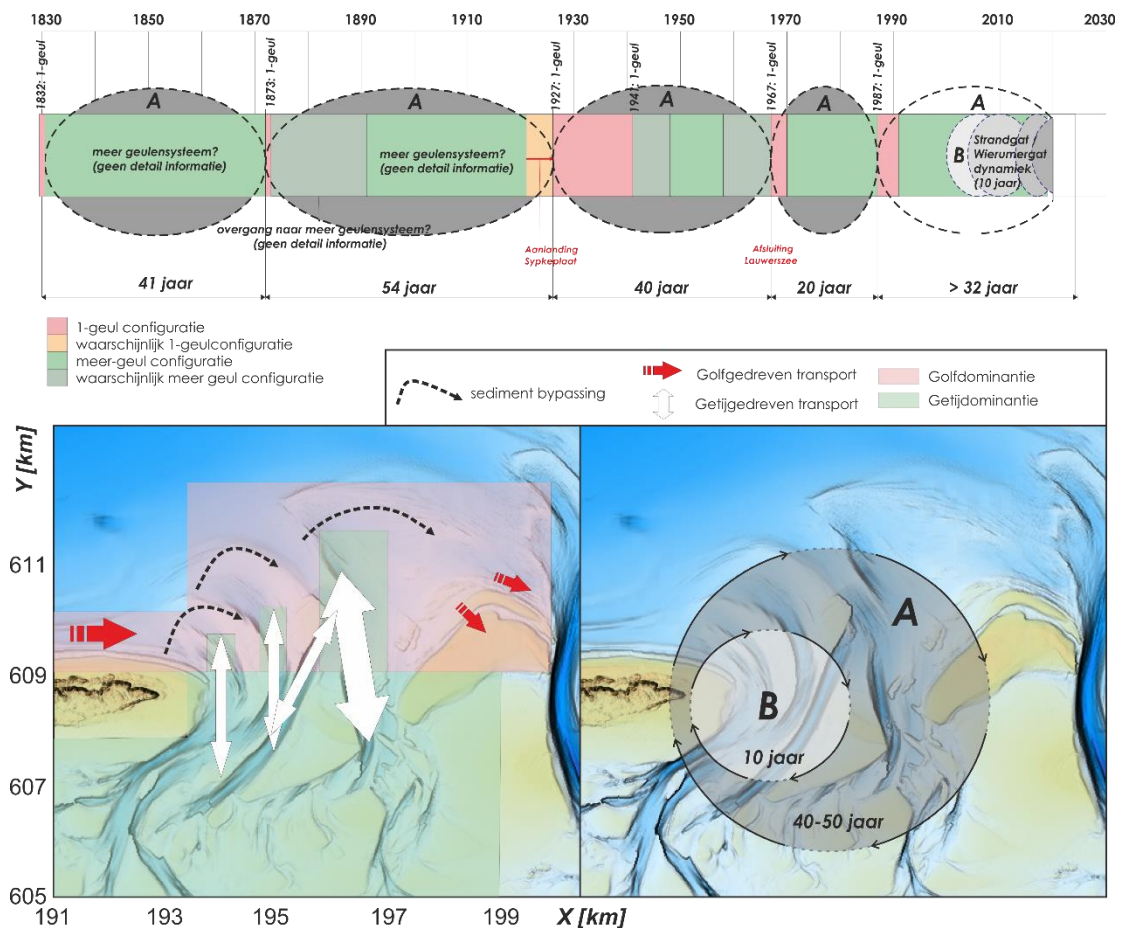 1830 1850 1870 1890 1910 1930 1950 1970 1990 2010 2030
1832: 1-geul
1873: 1-geul
1927: 1-geul
1941: 1-geul
1967: 1-geul
1987: 1-geul
A
A
A
A
A
meer geulensysteem?
(geen detail informatie)
meer geulensysteem?
(geen detail informatie)
B
Strandgat
Wierumergat
dynamiek
(10 jaar)
overgang naar meer geulensysteem?
(geen detail informatie)
Aanlanding
Sypkeplaat
Afsluiting
Lauwerszee
41 jaar
54 jaar
40 jaar
20 jaar
> 32 jaar
1-geul configuratie
waarschijnlijk 1-geulconfiguratie
meer-geul configuratie
waarschijnlijk meer geul configuratie
sediment bypassing
Golfgedreven transport
Getijgedreven transport
Golfdominantie
Getijdominantie
Y [km]
611
609
607
605
191 193 195 197 199 X [km]
A
B
10 jaar
40-50 jaar